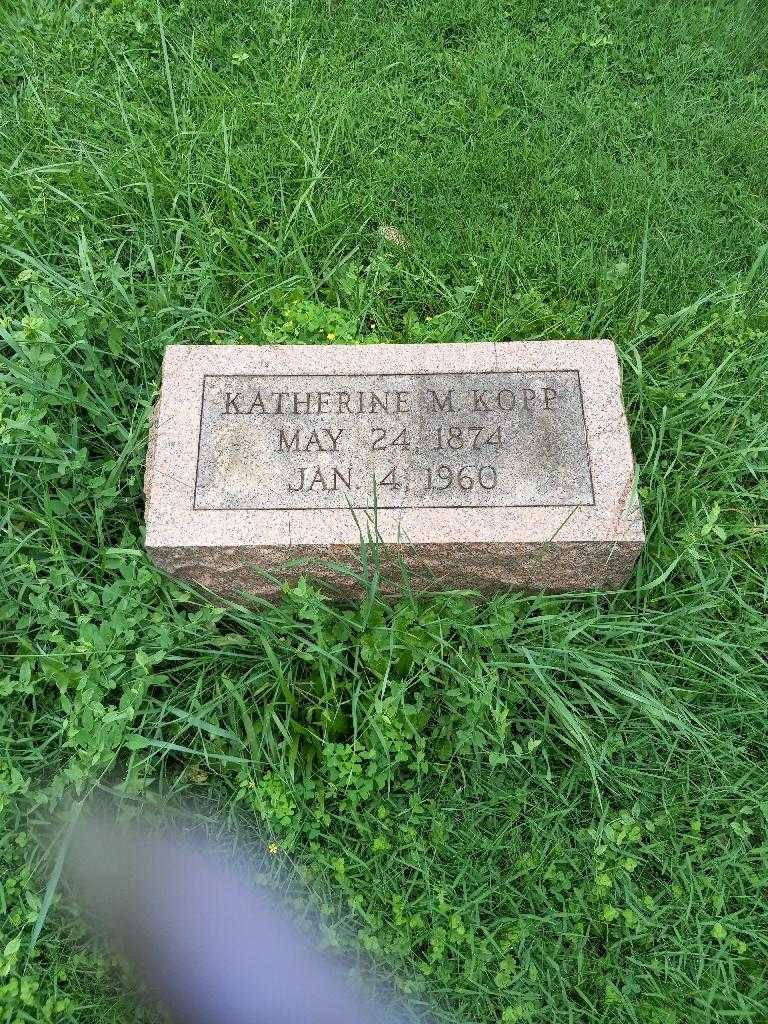 KATHERINE M. KOPP
MAY 24, 1874
JAN. 4, 1960